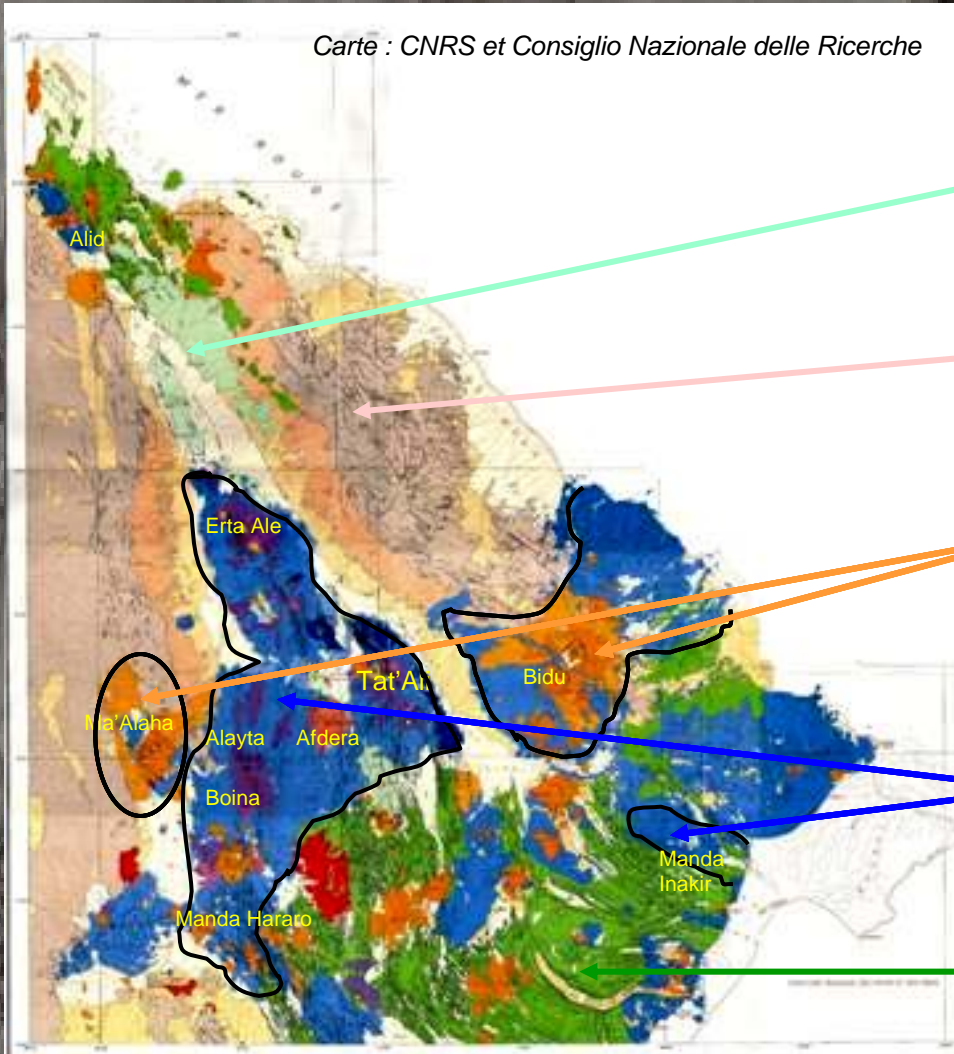 Carte : CNRS et Consiglio Nazionale delle Ricerche
Alid
Erta Ale
Tat'Ali
Bidu
Ma'Alaha
Alayta
Afdera
Boina
Manda
Inakir
Manda Hararo